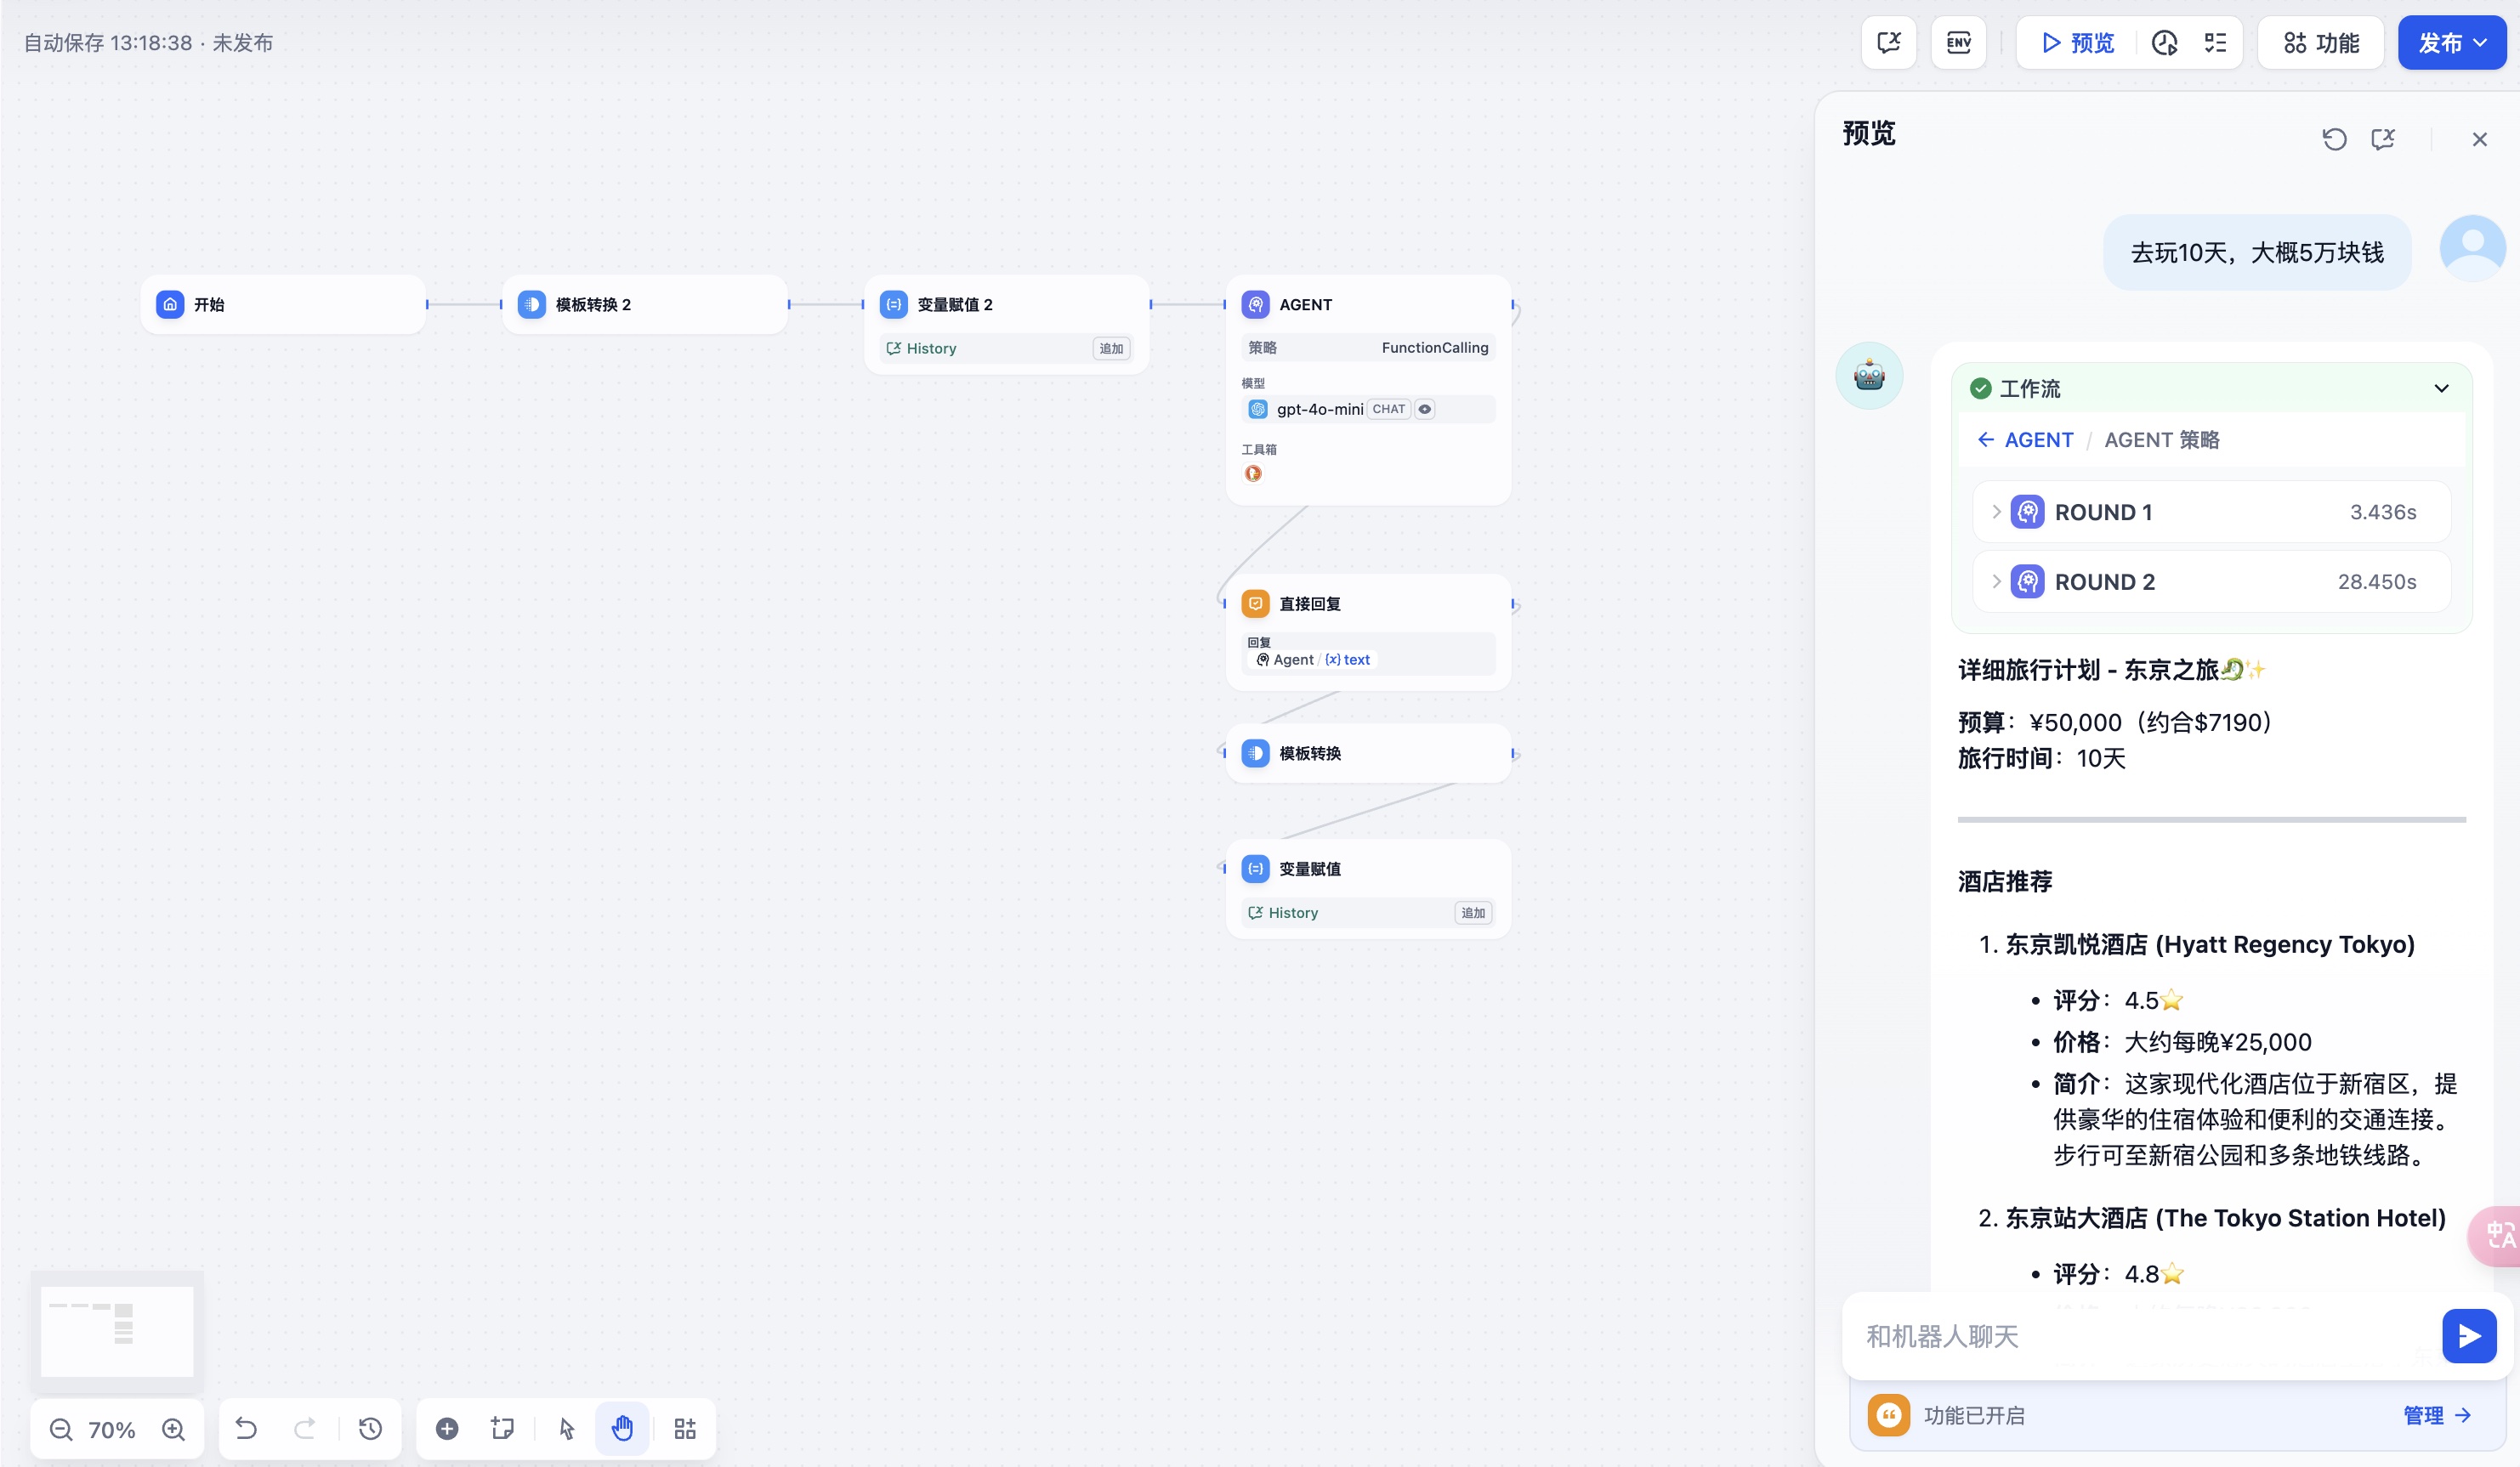 自动保存 13:18:38 · 未发布
ENV
预览
功能
发布
开始
模板转换 2
变量赋值 2
History
追加
AGENT
策略
FunctionCalling
模型
gpt-4o-mini
CHAT
工具箱
直接回复
回复
Agent / {x} text
模板转换
变量赋值
History
追加
70%
预览
去玩10天，大概5万块钱
工作流
AGENT / AGENT 策略
ROUND 1
3.436s
ROUND 2
28.450s
详细旅行计划 - 东京之旅🐉✨
预算：¥50,000（约合$7190）
旅行时间：10天
酒店推荐
1. 东京凯悦酒店 (Hyatt Regency Tokyo)
• 评分：4.5⭐
• 价格：大约每晚¥25,000
• 简介：这家现代化酒店位于新宿区，提
供豪华的住宿体验和便利的交通连接。
步行可至新宿公园和多条地铁线路。
2. 东京站大酒店 (The Tokyo Station Hotel)
• 评分：4.8⭐
中A
和机器人聊天
功能已开启
管理